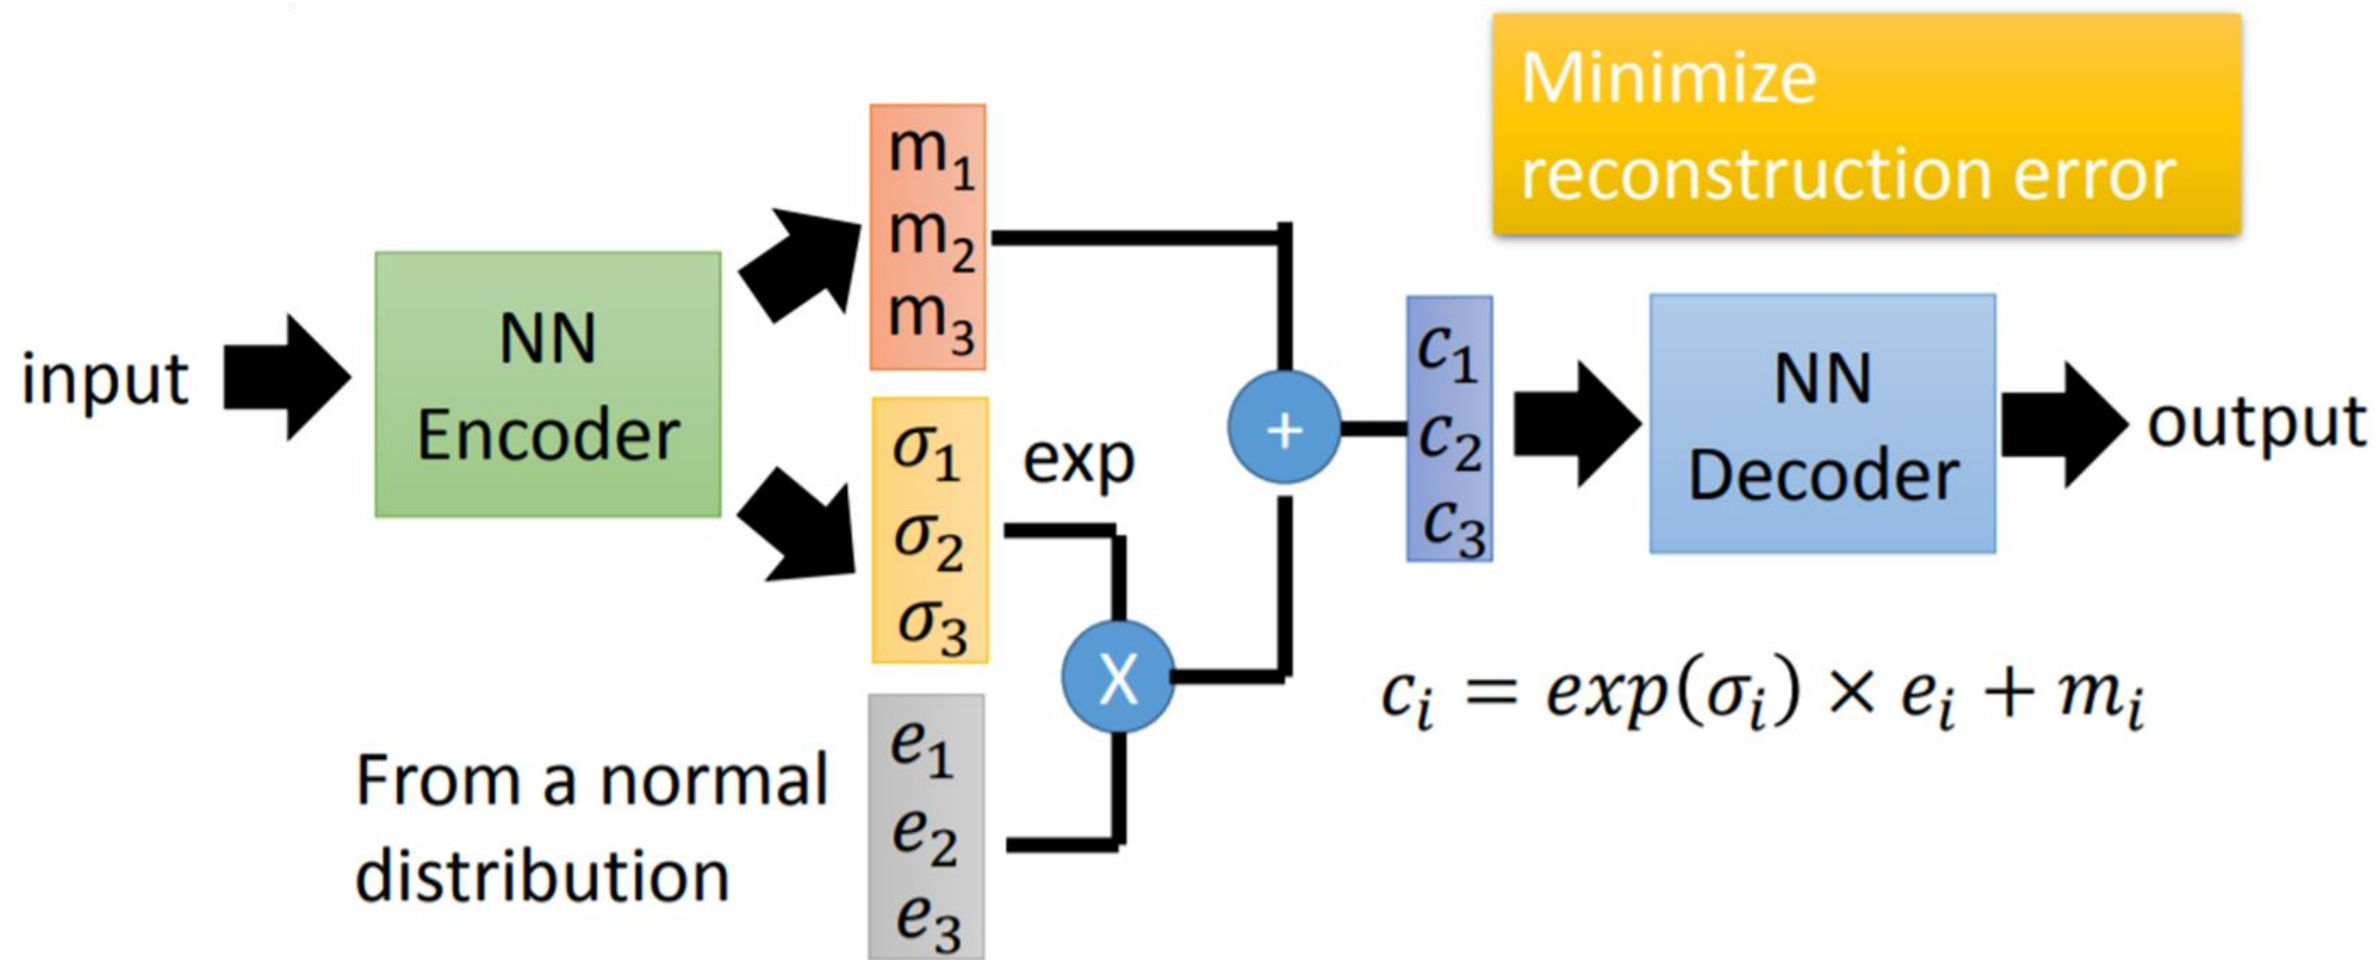 Minimize
reconstruction error
input
NN
Encoder
m₁
m₂
m₃
σ₁
σ₂
σ₃
exp
From a normal
distribution
e₁
e₂
e₃
X
+
c₁
c₂
c₃
NN
Decoder
output
cᵢ = exp(σᵢ) × eᵢ + mᵢ